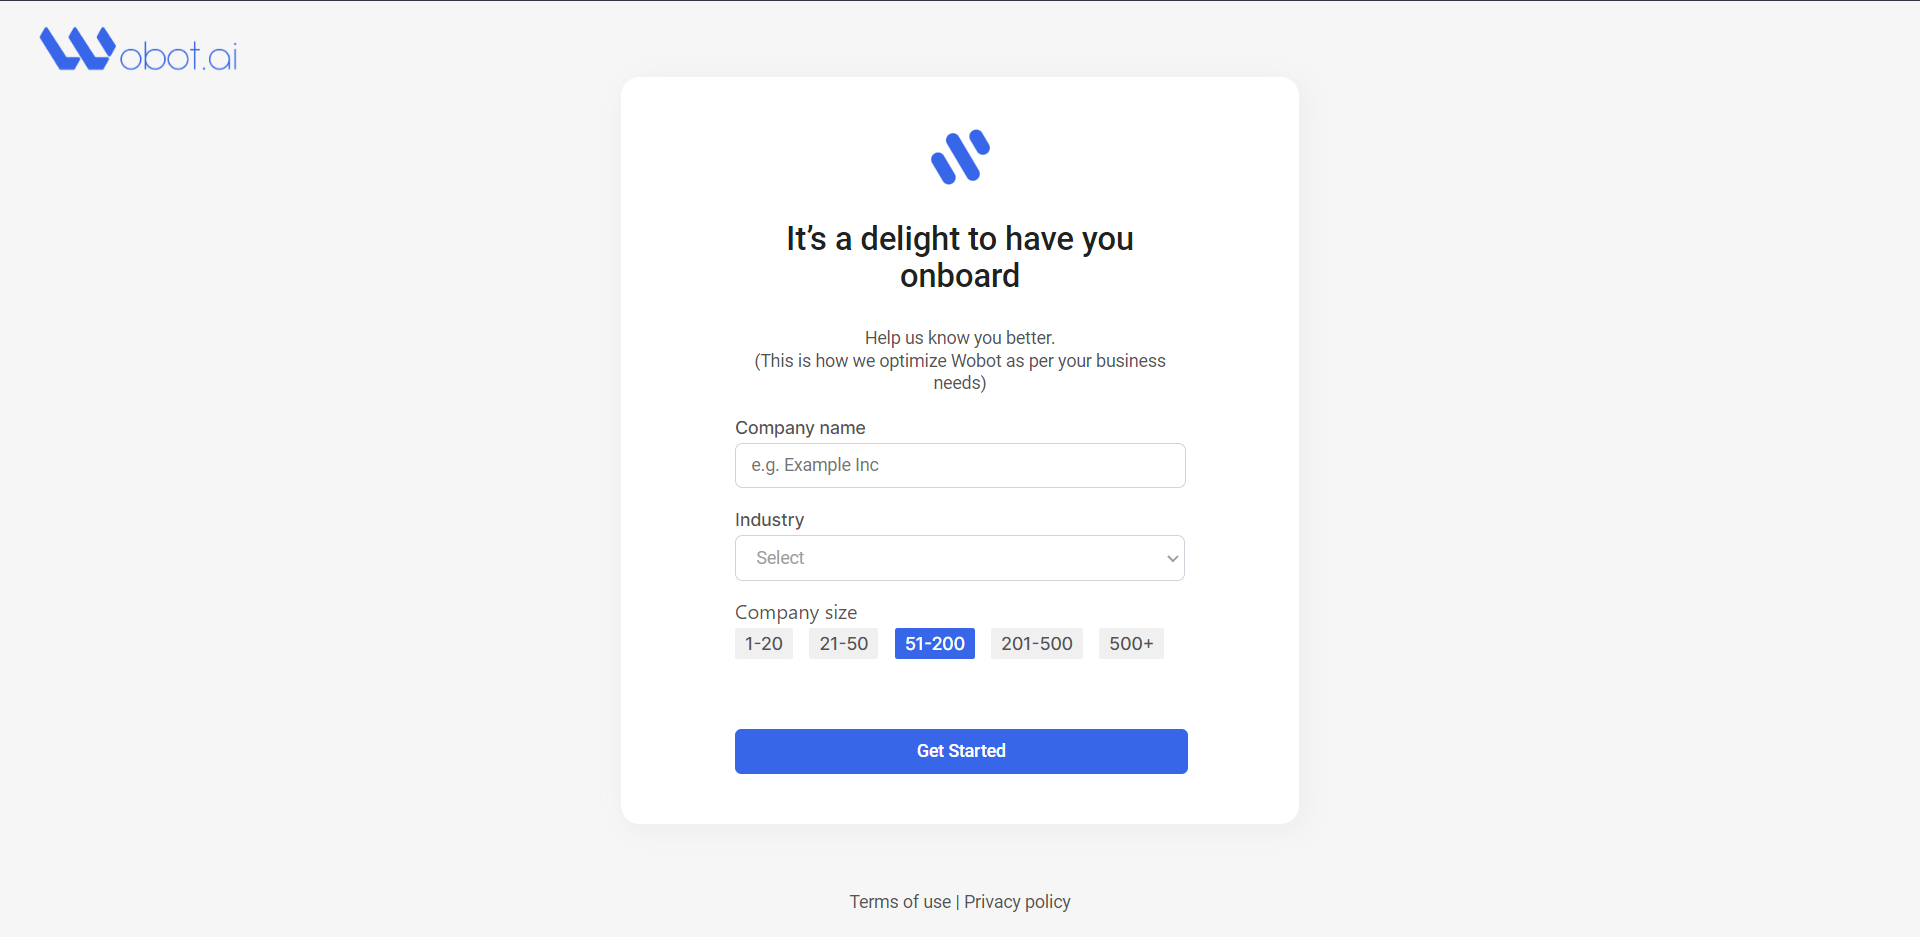 Wobot.ai
It’s a delight to have you
onboard
Help us know you better.
(This is how we optimize Wobot as per your business
needs)
Company name
e.g. Example Inc
Industry
Select
Company size
1-20 21-50 51-200 201-500 500+
Get Started
Terms of use | Privacy policy